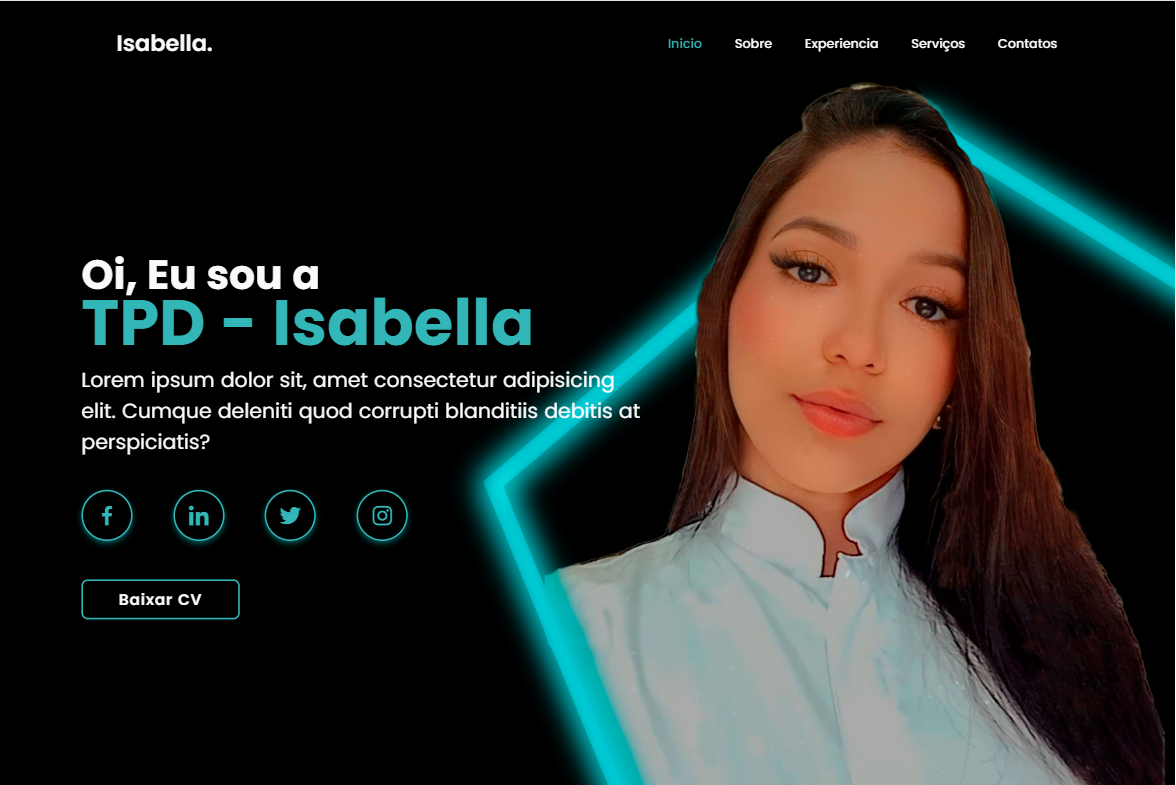 Isabella.
Inicio Sobre Experiencia Serviços Contatos
Oi, Eu sou a
TPD - Isabella
Lorem ipsum dolor sit, amet consectetur adipisicing
elit. Cumque deleniti quod corrupti blanditiis debitis at
perspiciatis?
Baixar CV